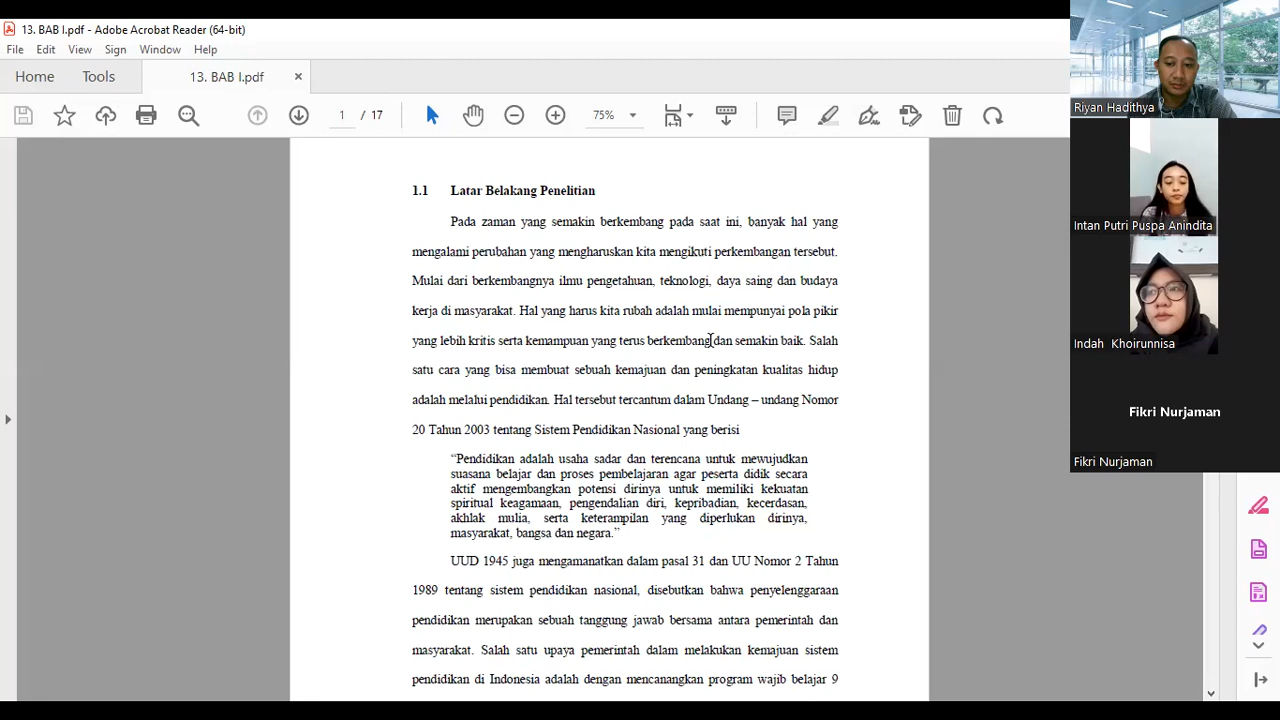 13. BAB I.pdf - Adobe Acrobat Reader (64-bit)
File Edit View Sign Window Help
Home Tools 13. BAB I.pdf ×
1 / 17 75%
1.1 Latar Belakang Penelitian
Pada zaman yang semakin berkembang pada saat ini, banyak hal yang
mengalami perubahan yang mengharuskan kita mengikuti perkembangan tersebut.
Mulai dari berkembangnya ilmu pengetahuan, teknologi, daya saing dan budaya
kerja di masyarakat. Hal yang harus kita rubah adalah mulai mempunyai pola pikir
yang lebih kritis serta kemampuan yang terus berkembang dan semakin baik. Salah
satu cara yang bisa membuat sebuah kemajuan dan peningkatan kualitas hidup
adalah melalui pendidikan. Hal tersebut tercantum dalam Undang – undang Nomor
20 Tahun 2003 tentang Sistem Pendidikan Nasional yang berisi
“Pendidikan adalah usaha sadar dan terencana untuk mewujudkan
suasana belajar dan proses pembelajaran agar peserta didik secara
aktif mengembangkan potensi dirinya untuk memiliki kekuatan
spiritual keagamaan, pengendalian diri, kepribadian, kecerdasan,
akhlak mulia, serta keterampilan yang diperlukan dirinya,
masyarakat, bangsa dan negara.”
UUD 1945 juga mengamanatkan dalam pasal 31 dan UU Nomor 2 Tahun
1989 tentang sistem pendidikan nasional, disebutkan bahwa penyelenggaraan
pendidikan merupakan sebuah tanggung jawab bersama antara pemerintah dan
masyarakat. Salah satu upaya pemerintah dalam melakukan kemajuan sistem
pendidikan di Indonesia adalah dengan mencanangkan program wajib belajar 9
Riyan Hadithya
Intan Putri Puspa Anindita
Indah Khoirunnisa
Fikri Nurjaman
Fikri Nurjaman